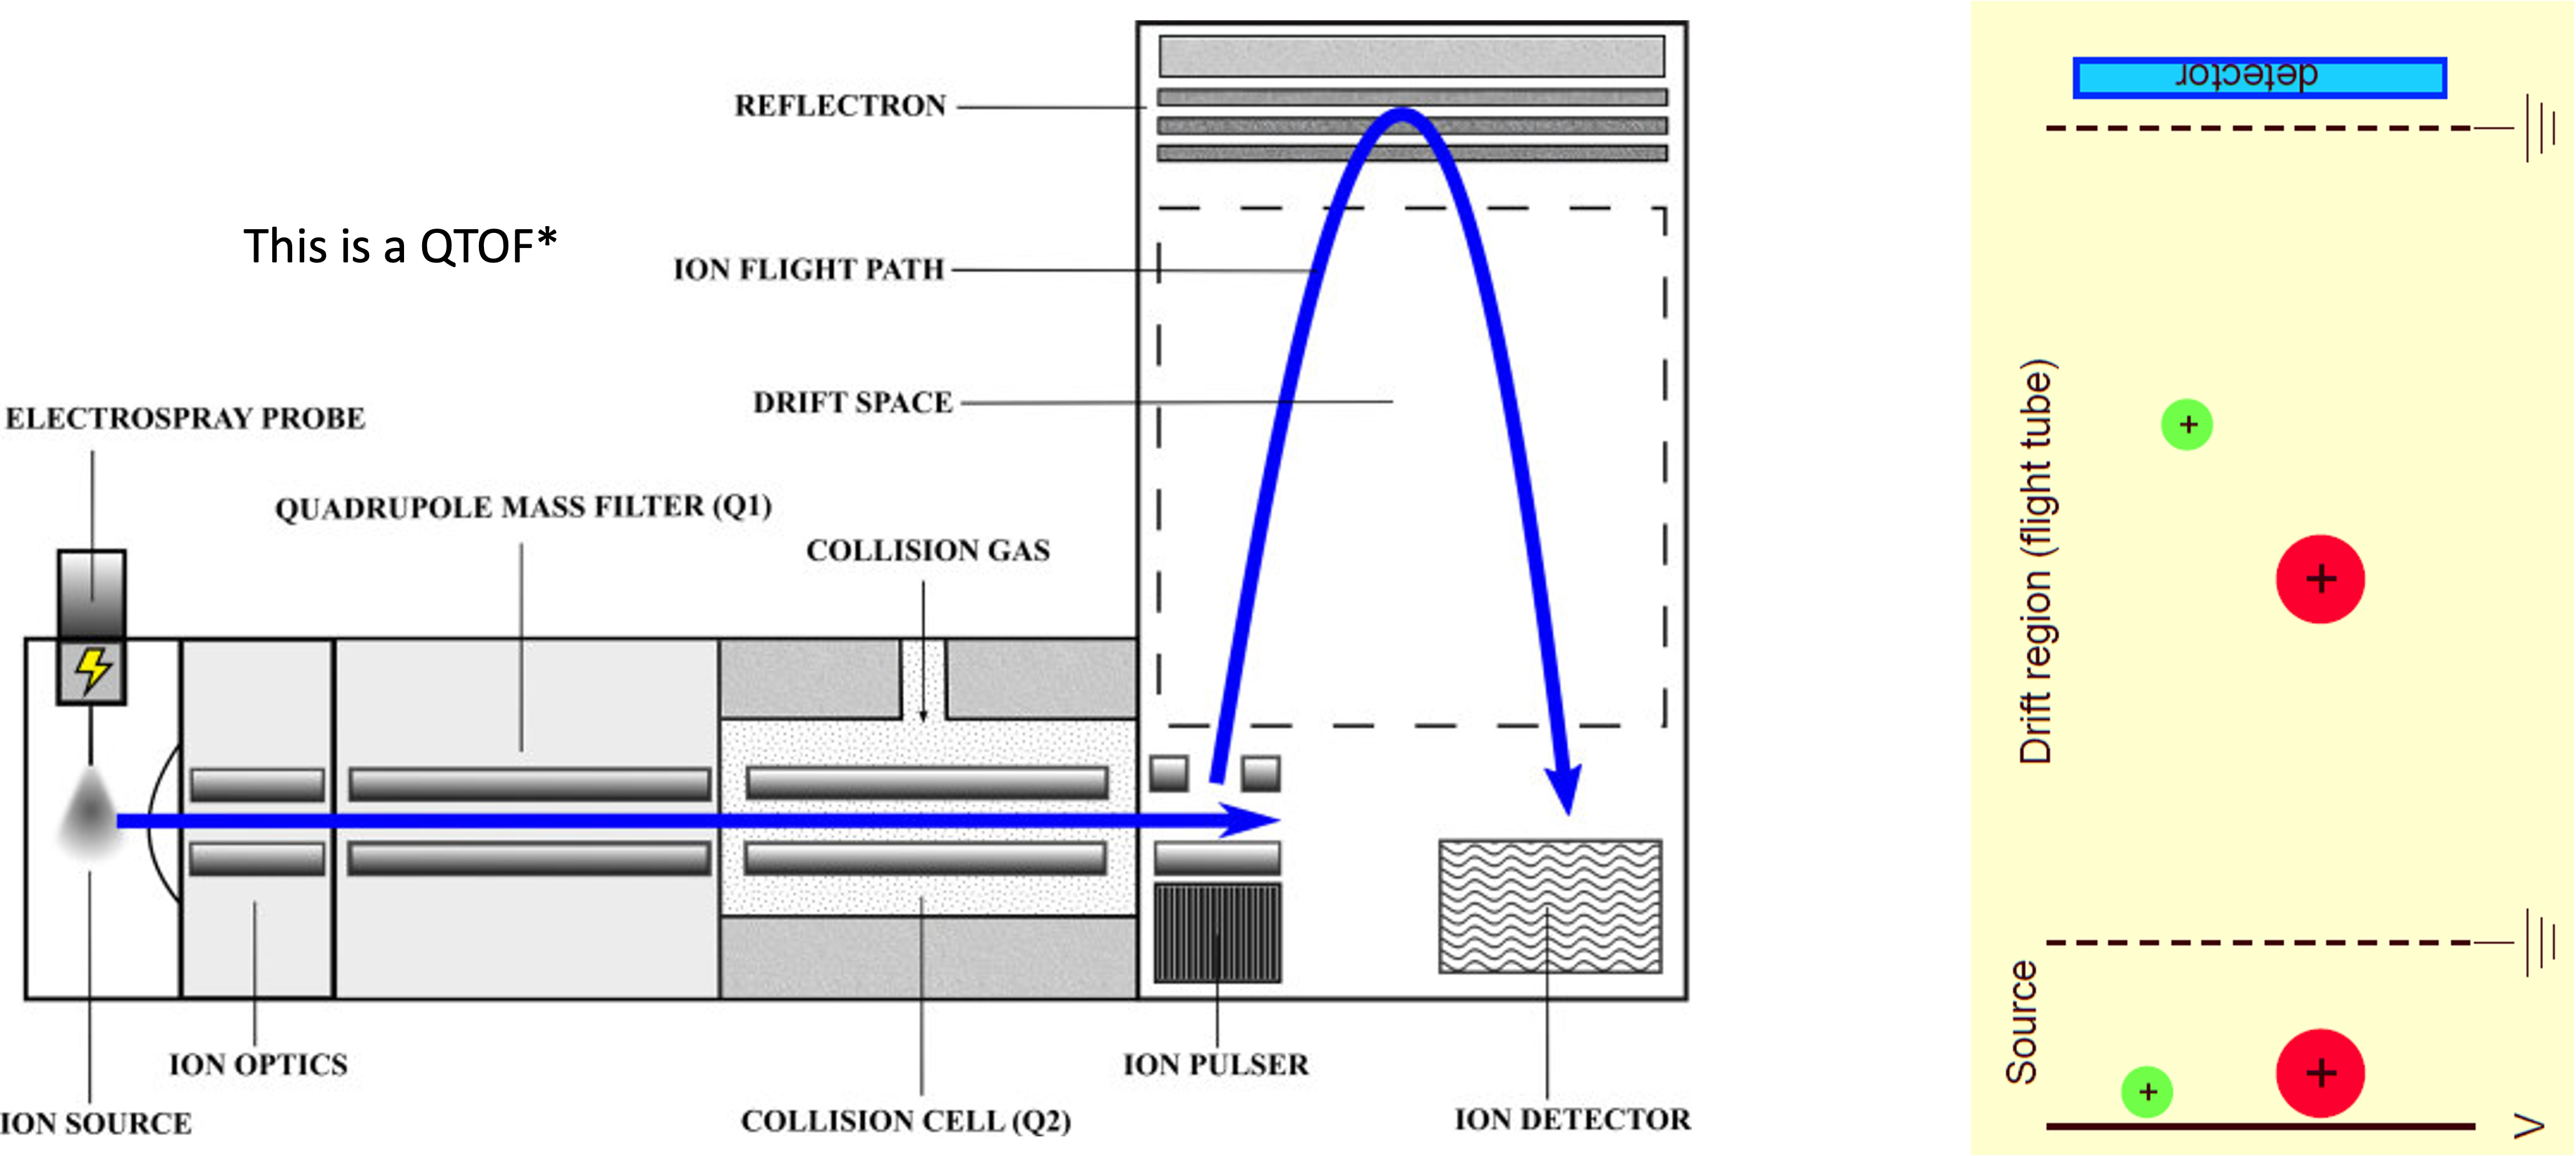 REFLECTRON
This is a QTOF*
ION FLIGHT PATH
DRIFT SPACE
ELECTROSPRAY PROBE
QUADRUPOLE MASS FILTER (Q1)
COLLISION GAS
ION OPTICS
ION PULSER
ION SOURCE
COLLISION CELL (Q2)
ION DETECTOR
detector
Drift region (flight tube)
+
+
Source
+
+
V